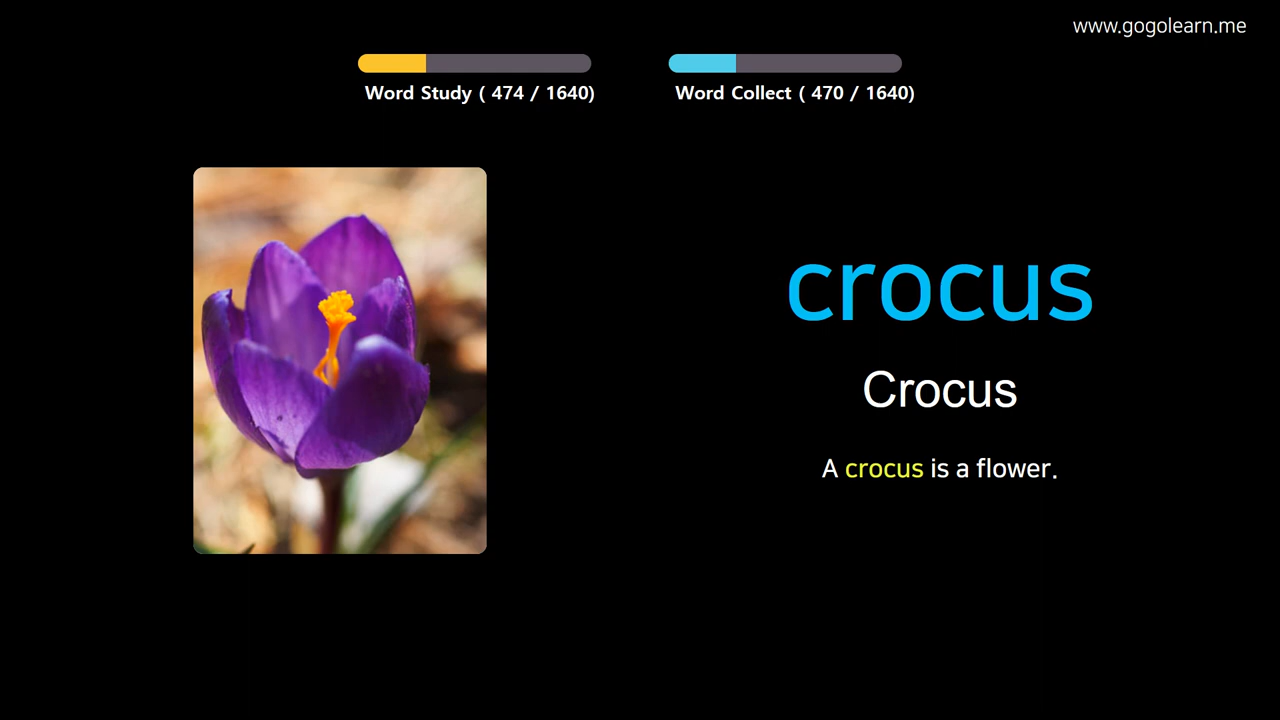 www.gogolearn.me
Word Study ( 474 / 1640)
Word Collect ( 470 / 1640)
crocus
Crocus
A crocus is a flower.